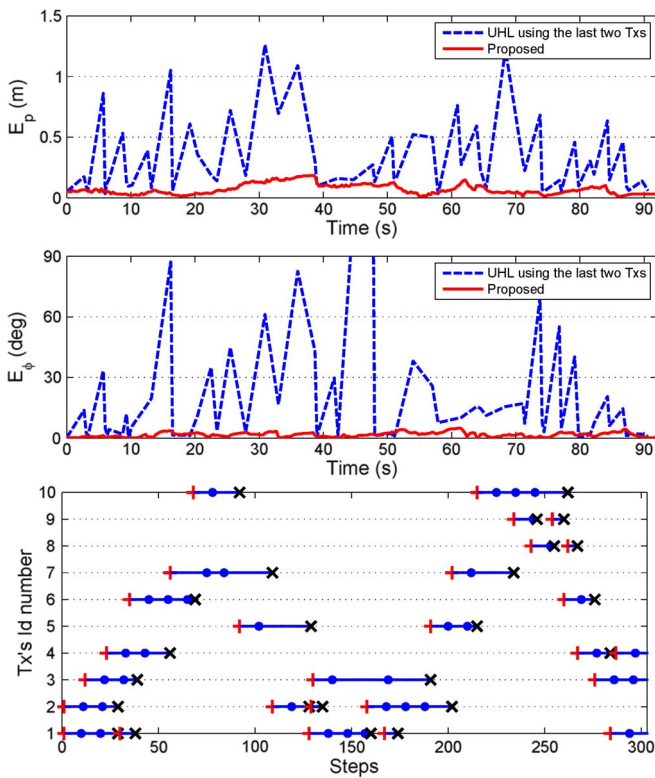 1.5
1
0.5
0
E_p (m)
UHL using the last two Txs
Proposed
0 10 20 30 40 50 60 70 80 90
Time (s)
90
60
30
0
E_ϕ (deg)
UHL using the last two Txs
Proposed
0 10 20 30 40 50 60 70 80 90
Time (s)
10
9
8
7
6
5
4
3
2
1
Tx's Id number
0 50 100 150 200 250 300
Steps